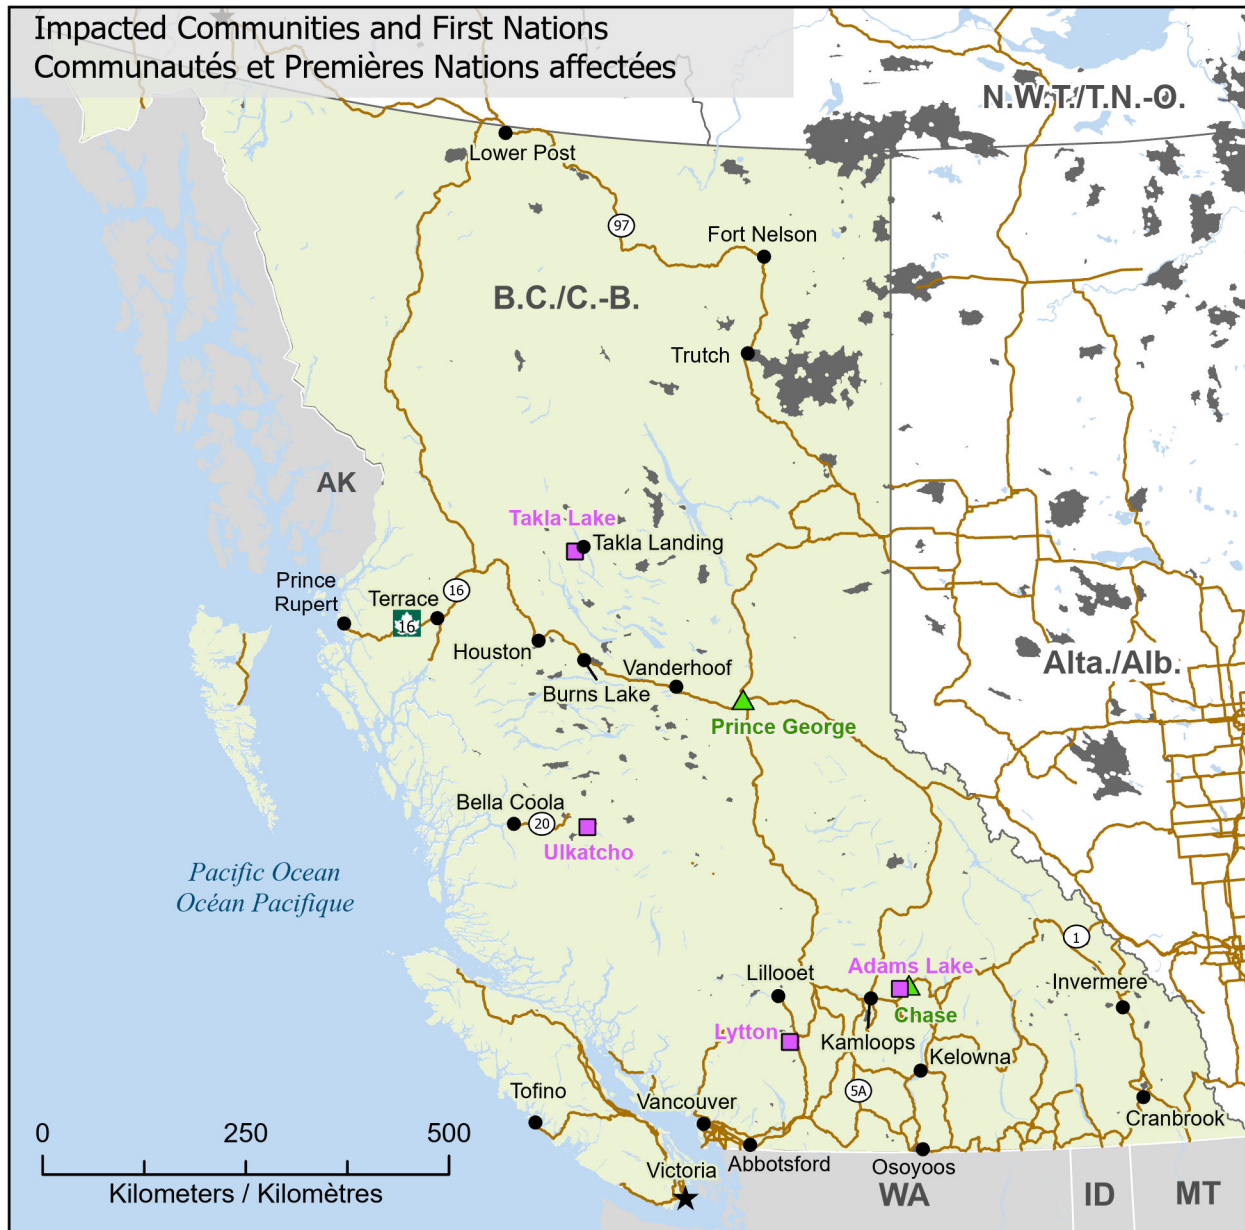 Impacted Communities and First Nations
Communautés et Premières Nations affectées
N.W.T./T.N.-O.
Lower Post
97
Fort Nelson
B.C./C.-B.
Trutch
AK
Takla Lake
Takla Landing
Prince
Rupert
Terrace
16
16
Houston
Vanderhoof
Burns Lake
Alta./Alb.
Prince George
Bella Coola
20
Ulkatcho
Pacific Ocean
Océan Pacifique
1
Lillooet
Adams Lake
Invermere
Chase
Lytton
Kamloops
Kelowna
5A
Tofino
Vancouver
Cranbrook
0 250 500
Kilometers / Kilomètres
Victoria
Abbotsford
Osoyoos
WA
ID
MT